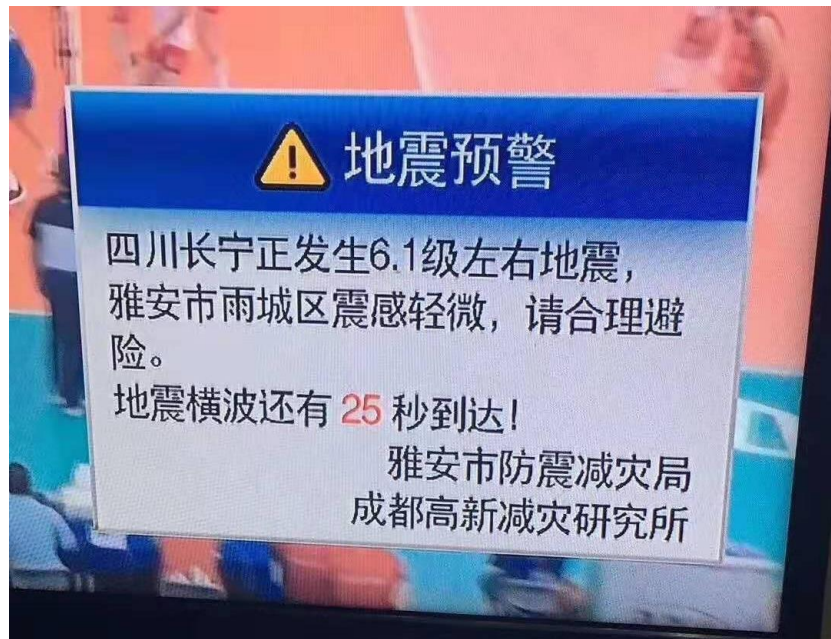 地震预警
四川长宁正发生6.1级左右地震，
雅安市雨城区震感轻微，请合理避
险。
地震横波还有 25 秒到达！
雅安市防震减灾局
成都高新减灾研究所